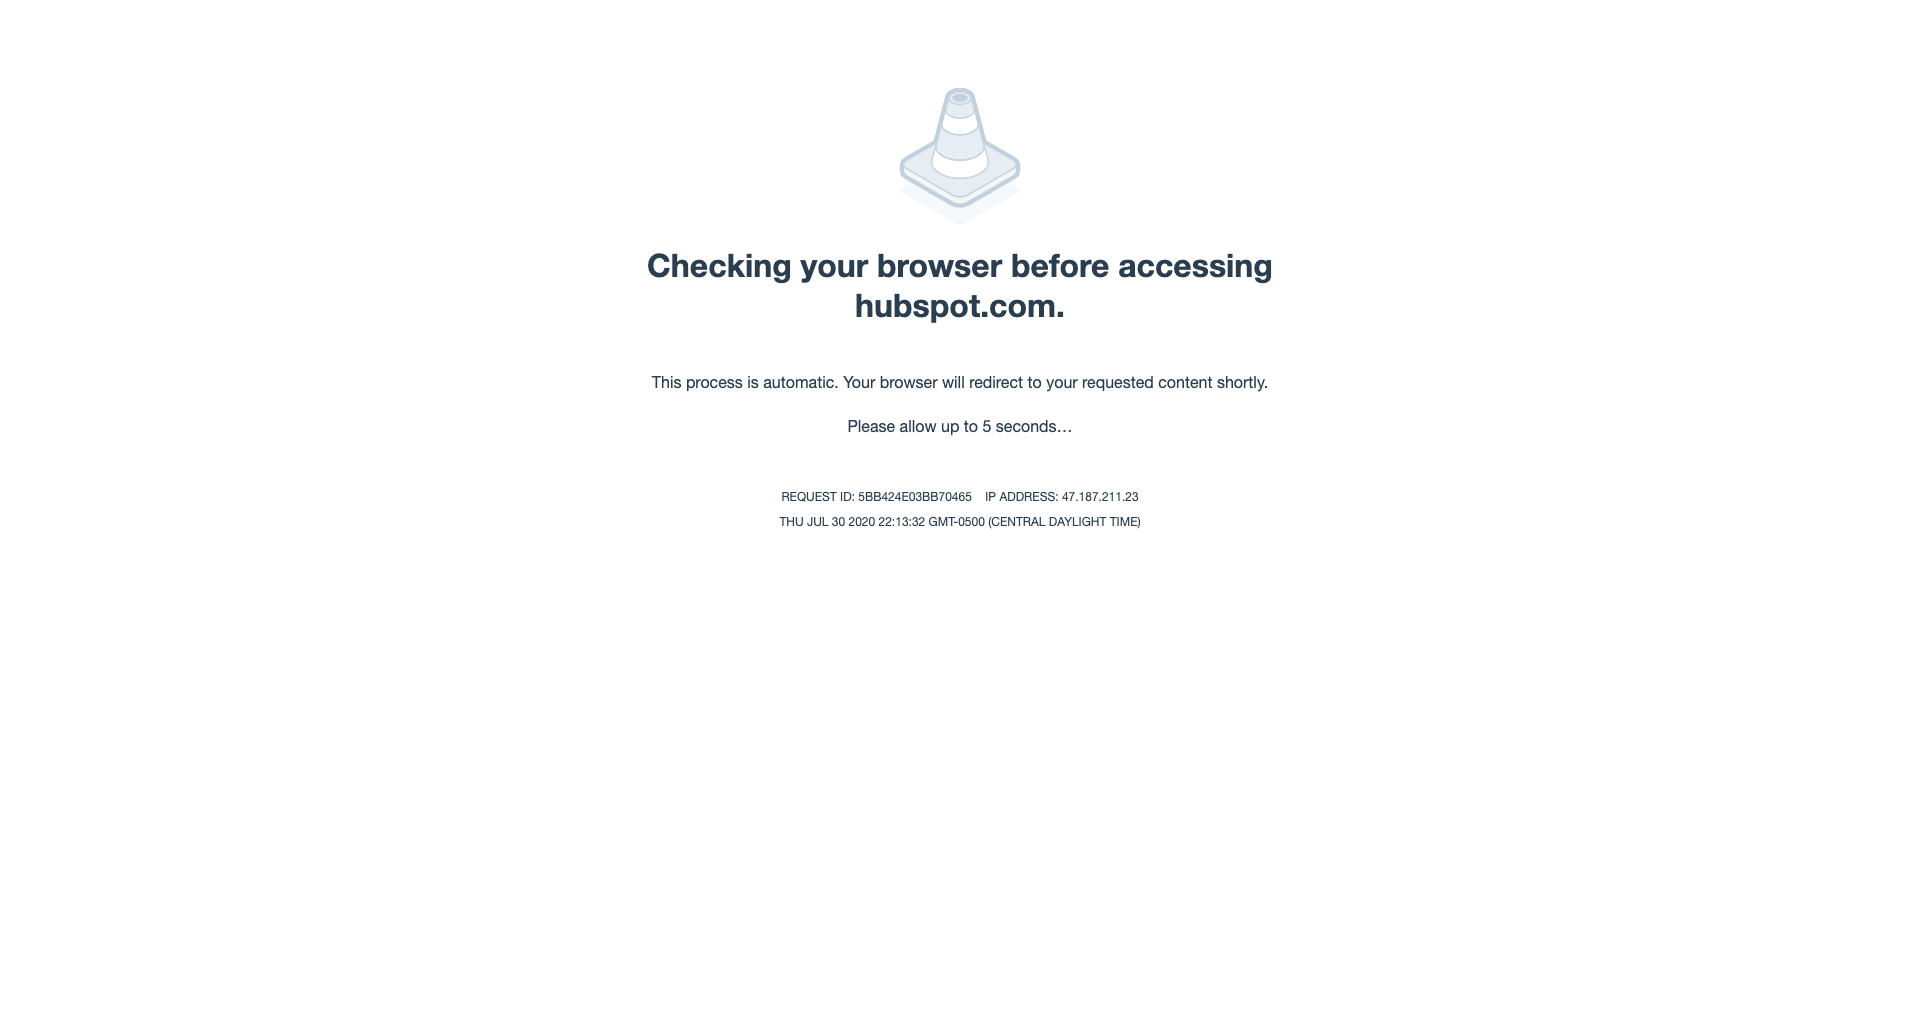 Checking your browser before accessing
hubspot.com.
This process is automatic. Your browser will redirect to your requested content shortly.
Please allow up to 5 seconds…
REQUEST ID: 5BB424E03BB70465 IP ADDRESS: 47.187.211.23
THU JUL 30 2020 22:13:32 GMT-0500 (CENTRAL DAYLIGHT TIME)